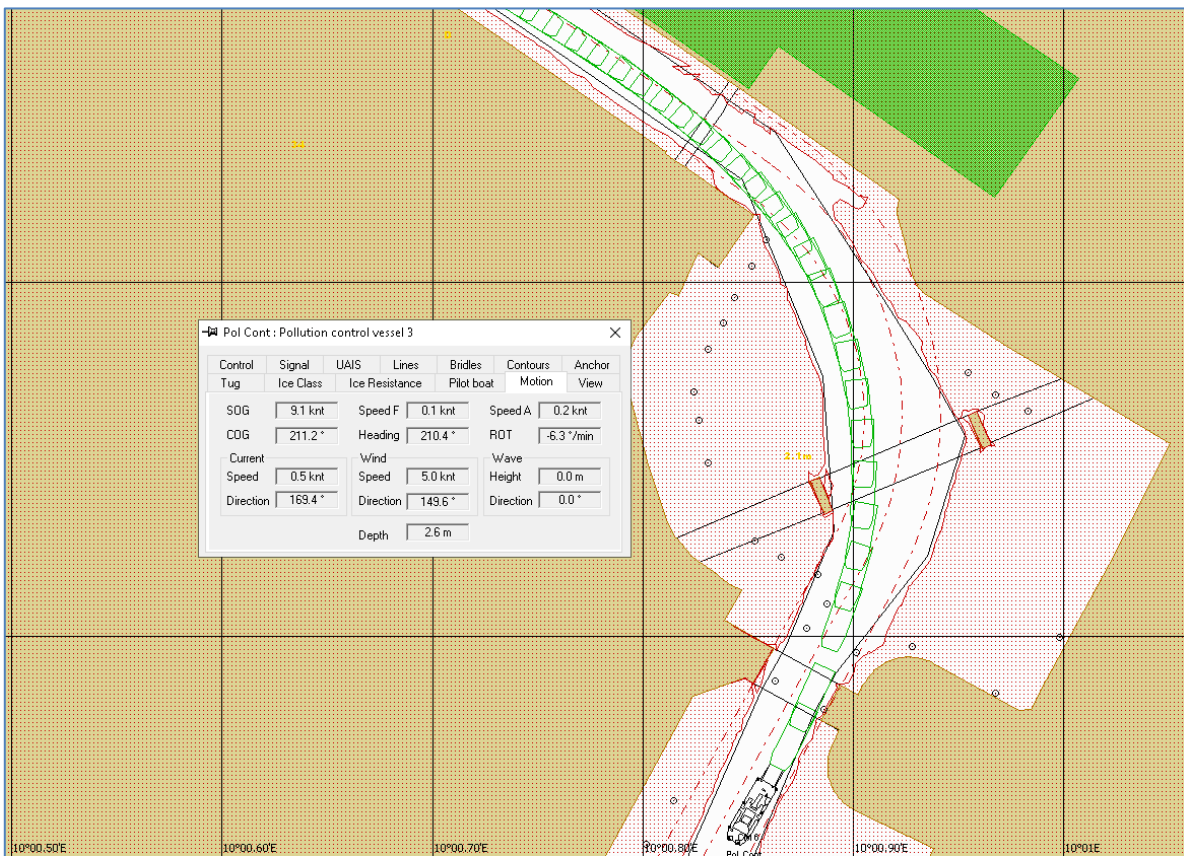 Pol Cont : Pollution control vessel 3
Control Signal UAIS Lines Bridles Contours Anchor
Tug Ice Class Ice Resistance Pilot boat Motion View
SOG 9.1 knt Speed F 0.1 knt Speed A 0.2 knt
COG 211.2 ° Heading 210.4 ° ROT -6.3 °/min
Current Wind Wave
Speed 0.5 knt Speed 5.0 knt Height 0.0 m
Direction 169.4 ° Direction 149.6 ° Direction 0.0 °
Depth 2.6 m
2.1m
10°00.50'E 10°00.60'E 10°00.70'E 10°00.80'E 10°00.90'E 10°01
Pol Cont